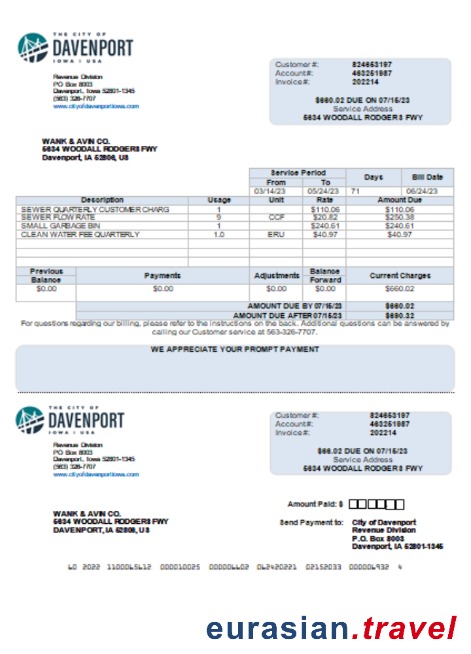 THE CITY OF
DAVENPORT
IOWA | USA
Revenue Division
PO Box 8003
Davenport, Iowa 52801-1345
(563) 326-7707
www.cityofdavenportiowa.com
Customer #: 824653197
Account#: 463251987
Invoice#: 202214
$660.02 DUE ON 07/15/23
Service Address
5634 WOODALL RODGERS FWY
WANK & AVIN CO.
5634 WOODALL RODGERS FWY
Davenport, IA 52806, US
Service Period Days Bill Date
From To
03/14/23 05/24/23 71 06/24/23
Description Usage Unit Rate Amount Due
SEWER QUARTERLY CUSTOMER CHARG 1 $110.06 $110.06
SEWER FLOW RATE 9 CCF $20.82 $250.38
SMALL GARBAGE BIN 1 $240.61 $240.61
CLEAN WATER FEE QUARTERLY 1.0 ERU $40.97 $40.97
Previous Balance Payments Adjustments Balance Forward Current Charges
$0.00 $0.00 $0.00 $0.00 $660.02
AMOUNT DUE BY 07/15/23 $660.02
AMOUNT DUE AFTER 07/15/23 $690.32
For questions regarding our billing, please refer to the instructions on the back. Additional questions can be answered by
calling our Customer service at 563-326-7707.
WE APPRECIATE YOUR PROMPT PAYMENT
THE CITY OF
DAVENPORT
IOWA | USA
Revenue Division
PO Box 8003
Davenport, Iowa 52801-1345
(563) 326-7707
www.cityofdavenportiowa.com
Customer #: 824653197
Account#: 463251987
Invoice#: 202214
$66.02 DUE ON 07/15/23
Service Address
5634 WOODALL RODGERS FWY
WANK & AVIN CO.
5634 WOODALL RODGERS FWY
DAVENPORT, IA 52806, US
Amount Paid: $
Send Payment to: City of Davenport
Revenue Division
P.O. Box 8003
Davenport, IA 52801-1345
60 2022 1100065612 000010025 000006602 062420221 02152033 000006932 4
eurasian.travel